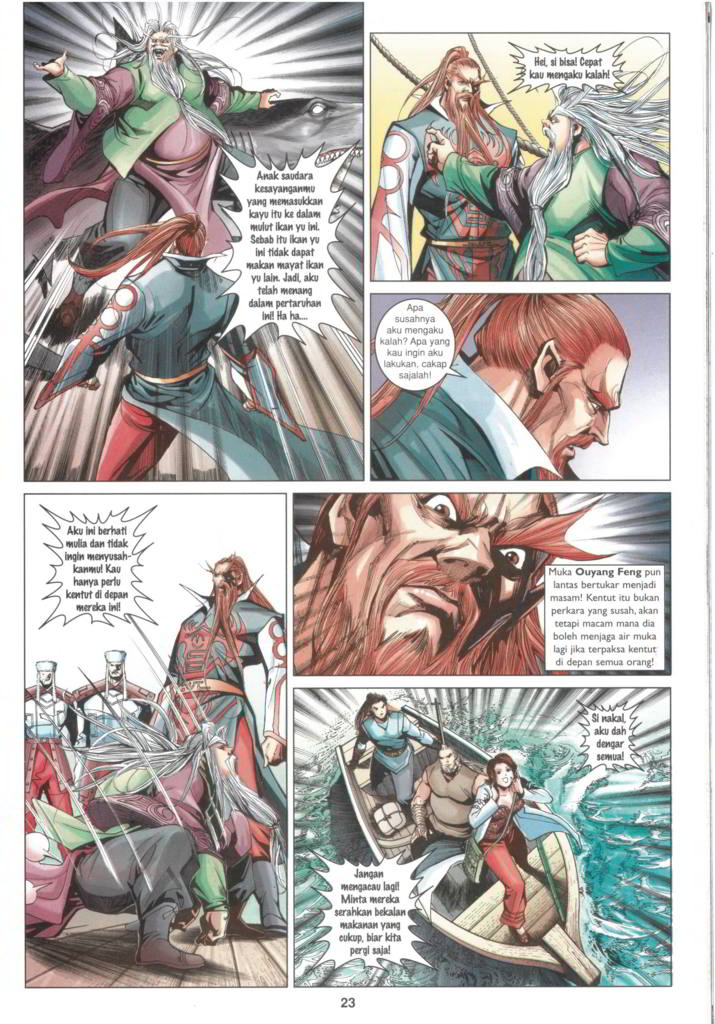 Anak saudara
kesayanganmu
yang memasukkan
kayu itu ke dalam
mulut ikan yu ini.
Sebab itu ikan yu
ini tidak dapat
makan mayat ikan
yu lain. Jadi, aku
telah menang
dalam pertaruhan
ini! Ha ha....
Hei, si bisa! Cepat
kau mengaku kalah!
Apa
susahnya
aku mengaku
kalah? Apa yang
kau ingin aku
lakukan, cakap
sajalah!
Aku ini berhati
mulia dan tidak
ingin menyusah-
kanmu! Kau
hanya perlu
kentut di depan
mereka ini!
Muka Ouyang Feng pun
lantas bertukar menjadi
masam! Kentut itu bukan
perkara yang susah, akan
tetapi macam mana dia
boleh menjaga air muka
lagi jika terpaksa kentut
di depan semua orang!
Si nakal,
aku dah
dengar
semua!
Jangan
mengacau lagi!
Minta mereka
serahkan bekalan
makanan yang
cukup, biar kita
pergi saja!
23